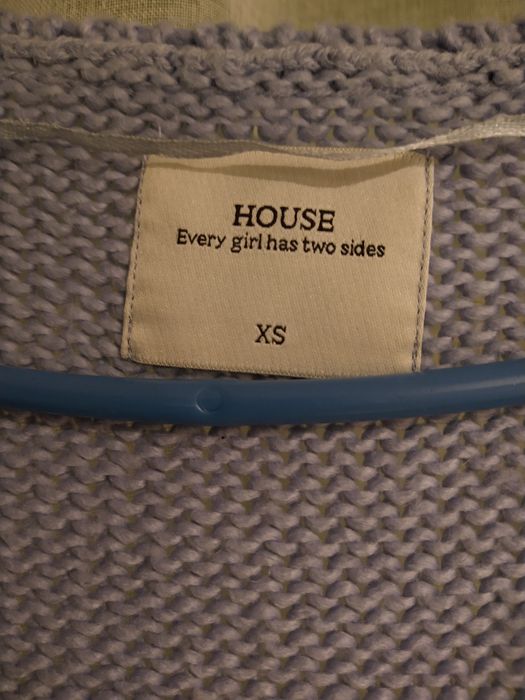 HOUSE
Every girl has two sides
XS